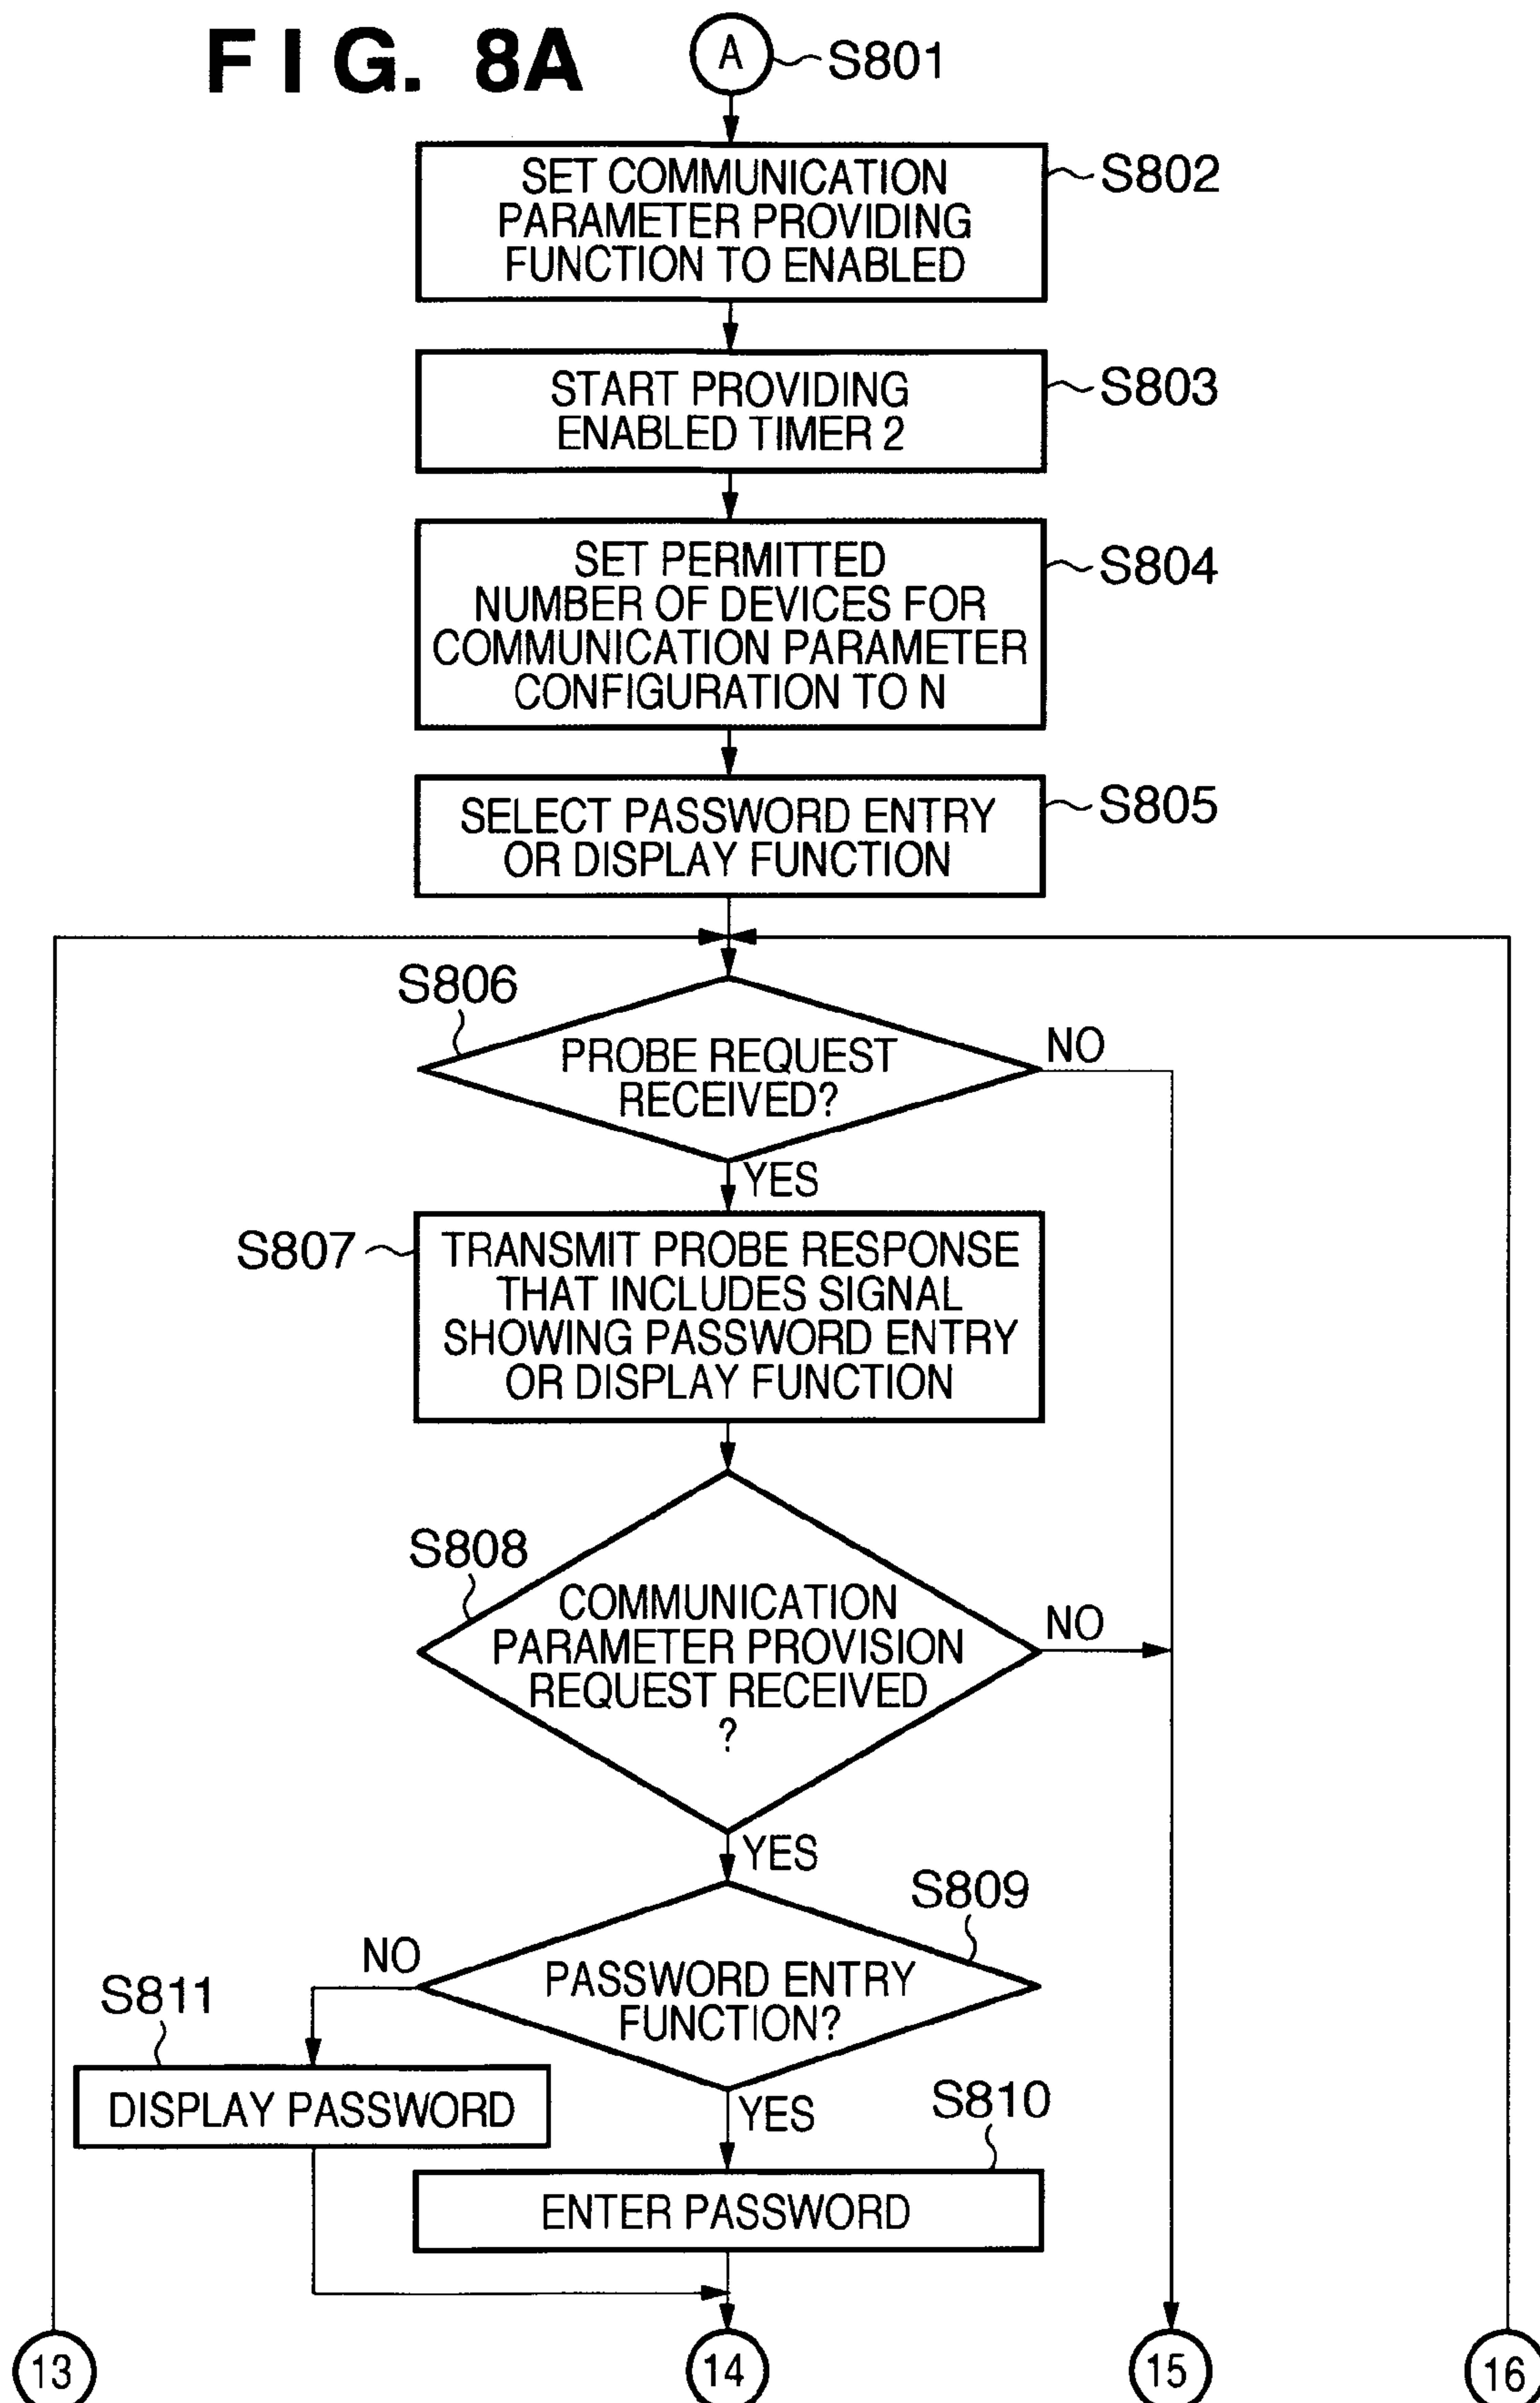 FIG. 8A
A
S801
SET COMMUNICATION
PARAMETER PROVIDING
FUNCTION TO ENABLED
S802
START PROVIDING
ENABLED TIMER 2
S803
SET PERMITTED
NUMBER OF DEVICES FOR
COMMUNICATION PARAMETER
CONFIGURATION TO N
S804
SELECT PASSWORD ENTRY
OR DISPLAY FUNCTION
S805
S806
PROBE REQUEST
RECEIVED?
NO
YES
S807
TRANSMIT PROBE RESPONSE
THAT INCLUDES SIGNAL
SHOWING PASSWORD ENTRY
OR DISPLAY FUNCTION
S808
COMMUNICATION
PARAMETER PROVISION
REQUEST RECEIVED
?
NO
YES
S809
PASSWORD ENTRY
FUNCTION?
NO
S811
DISPLAY PASSWORD
YES
S810
ENTER PASSWORD
13
14
15
16